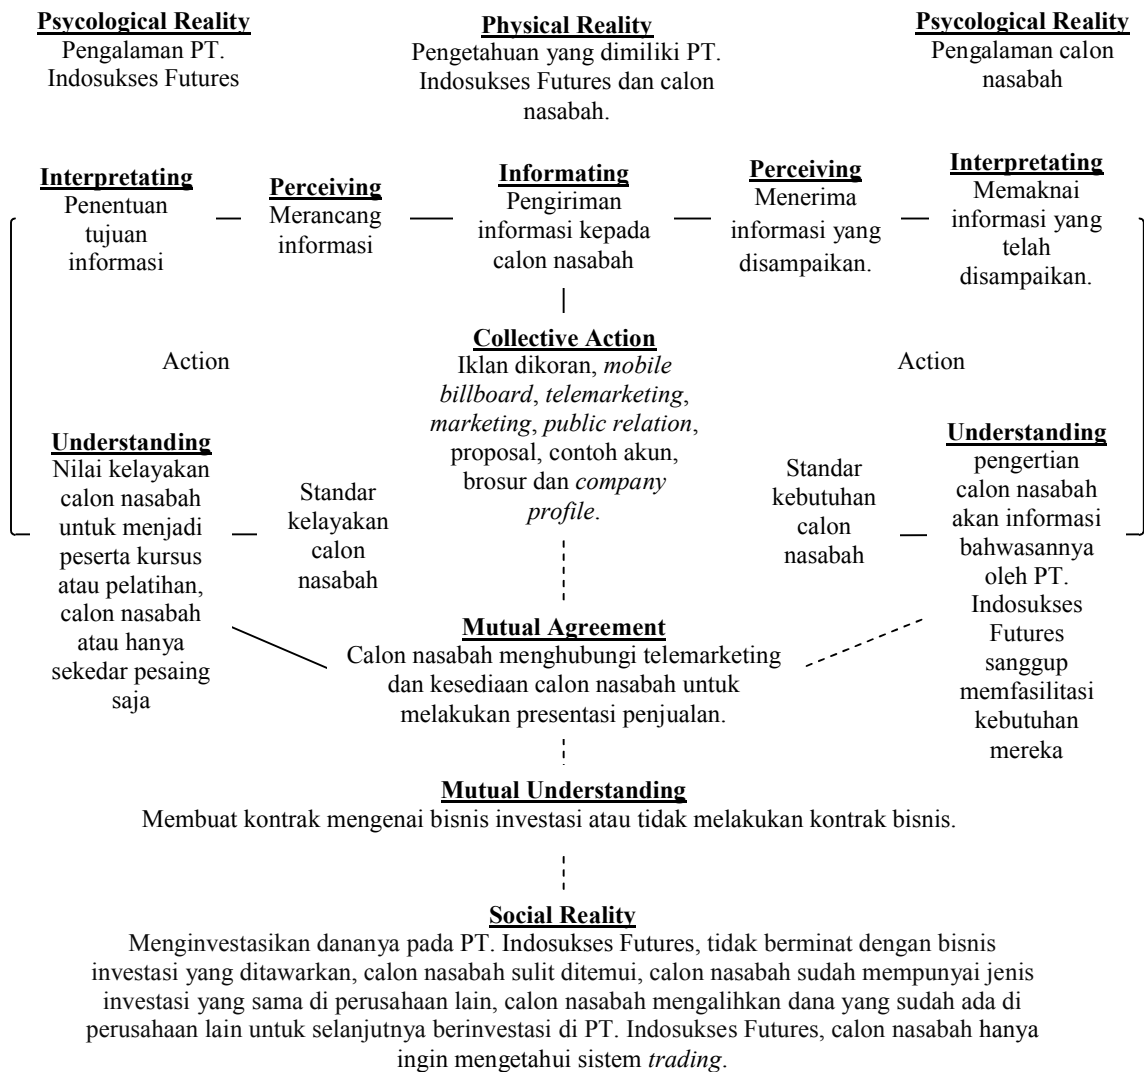 Psycological Reality
Pengalaman PT.
Indosukses Futures
Physical Reality
Pengetahuan yang dimiliki PT.
Indosukses Futures dan calon
nasabah.
Psycological Reality
Pengalaman calon
nasabah
Interpretating
Penentuan
tujuan
informasi
Perceiving
Merancang
informasi
Informating
Pengiriman
informasi kepada
calon nasabah
Perceiving
Menerima
informasi yang
disampaikan.
Interpretating
Memaknai
informasi yang
telah
disampaikan.
Action
Collective Action
Iklan dikoran, mobile
billboard, telemarketing,
marketing, public relation,
proposal, contoh akun,
brosur dan company
profile.
Action
Understanding
Nilai kelayakan
calon nasabah
untuk menjadi
peserta kursus
atau pelatihan,
calon nasabah
atau hanya
sekedar pesaing
saja
Standar
kelayakan
calon
nasabah
Standar
kebutuhan
calon
nasabah
Understanding
pengertian
calon nasabah
akan informasi
bahwasannya
oleh PT.
Indosukses
Futures
sanggup
memfasilitasi
kebutuhan
mereka
Mutual Agreement
Calon nasabah menghubungi telemarketing
dan kesediaan calon nasabah untuk
melakukan presentasi penjualan.
Mutual Understanding
Membuat kontrak mengenai bisnis investasi atau tidak melakukan kontrak bisnis.
Social Reality
Menginvestasikan dananya pada PT. Indosukses Futures, tidak berminat dengan bisnis
investasi yang ditawarkan, calon nasabah sulit ditemui, calon nasabah sudah mempunyai jenis
investasi yang sama di perusahaan lain, calon nasabah mengalihkan dana yang sudah ada di
perusahaan lain untuk selanjutnya berinvestasi di PT. Indosukses Futures, calon nasabah hanya
ingin mengetahui sistem trading.